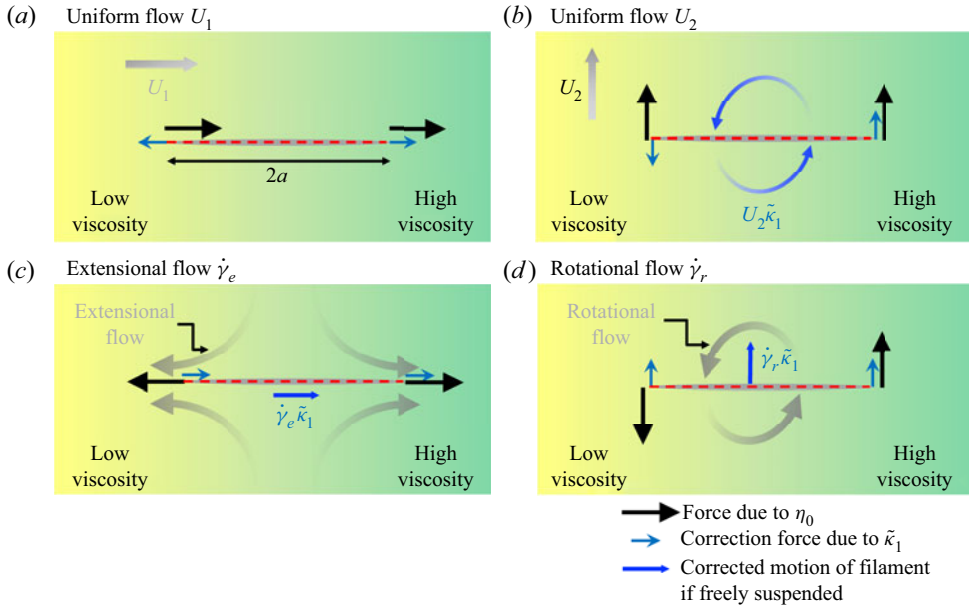 (a) Uniform flow U₁
U₁
2a
Low
viscosity
High
viscosity
(b) Uniform flow U₂
U₂
U₂κ̃₁
Low
viscosity
High
viscosity
(c) Extensional flow γ̇ₑ
Extensional
flow
γ̇ₑκ̃₁
Low
viscosity
High
viscosity
(d) Rotational flow γ̇ᵣ
Rotational
flow
γ̇ᵣκ̃₁
Low
viscosity
High
viscosity
Force due to η₀
Correction force due to κ̃₁
Corrected motion of filament
if freely suspended